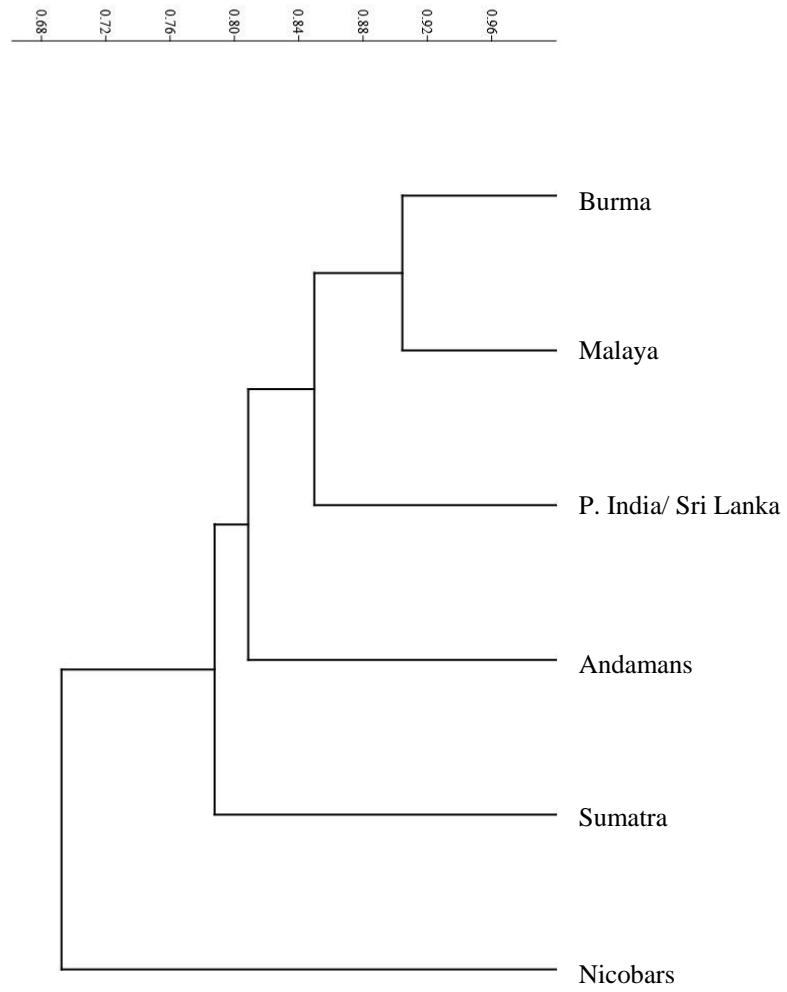 0.68 0.72 0.76 0.80 0.84 0.88 0.92 0.96
Burma
Malaya
P. India/ Sri Lanka
Andamans
Sumatra
Nicobars